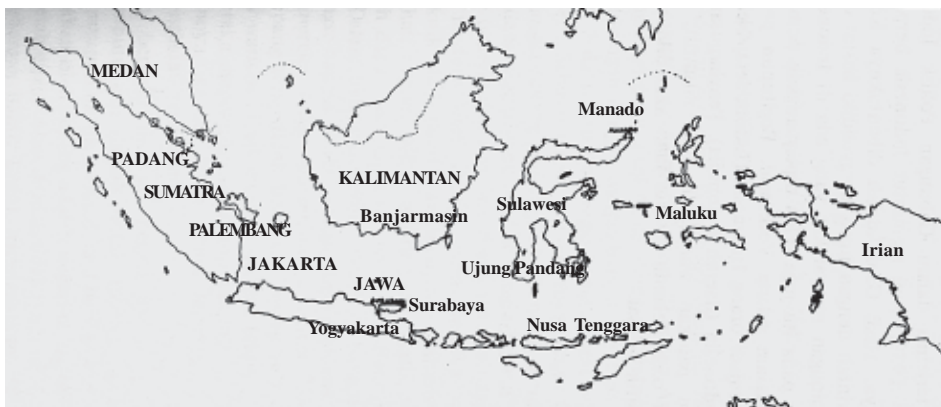 MEDAN
Manado
PADANG
KALIMANTAN
SUMATRA
Sulawesi
Banjarmasin
Maluku
PALEMBANG
Irian
JAKARTA
Ujung Pandang
JAWA
Surabaya
Yogyakarta
Nusa Tenggara